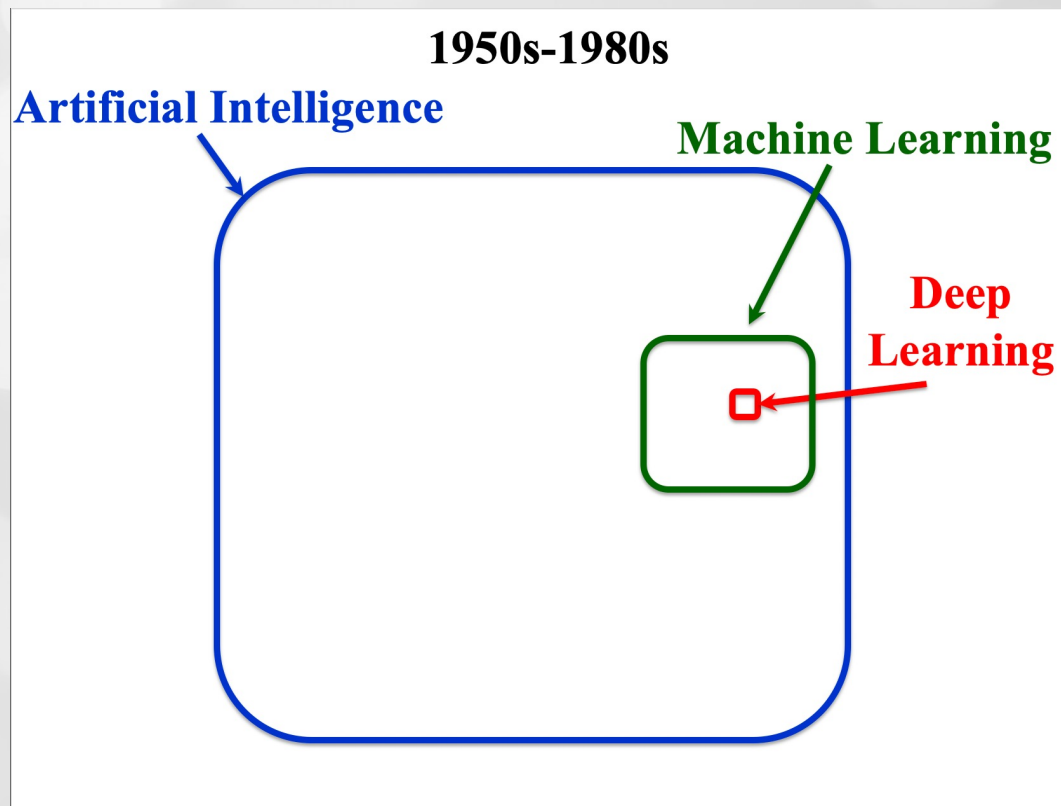 1950s-1980s
Artificial Intelligence
Machine Learning
Deep
Learning